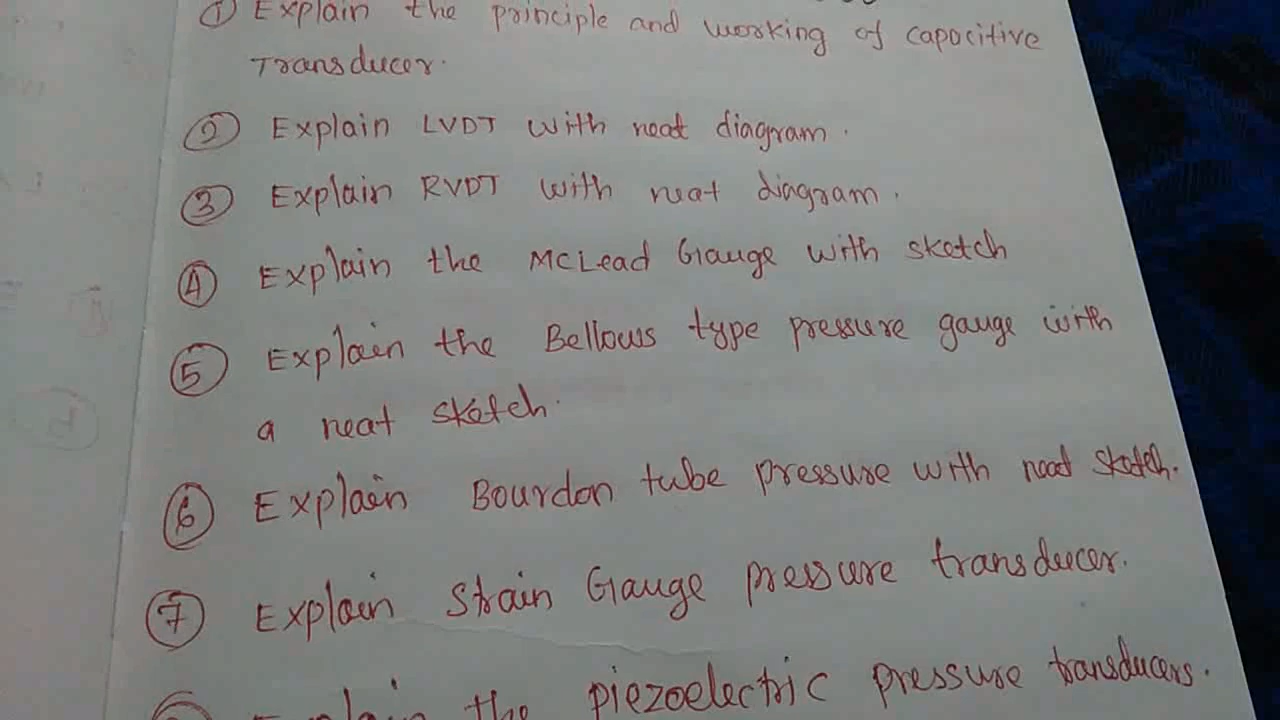 ① Explain the principle and working of capacitive
Transducer.
② Explain LVDT with neat diagram.
③ Explain RVDT with neat diagram.
④ Explain the McLead Gauge with sketch
⑤ Explain the Bellows type pressure gauge with
a neat sketch.
⑥ Explain Bourdon tube pressure with neat sketch.
⑦ Explain Strain Gauge pressure transducer.
Explain the piezoelectric pressure transducers.